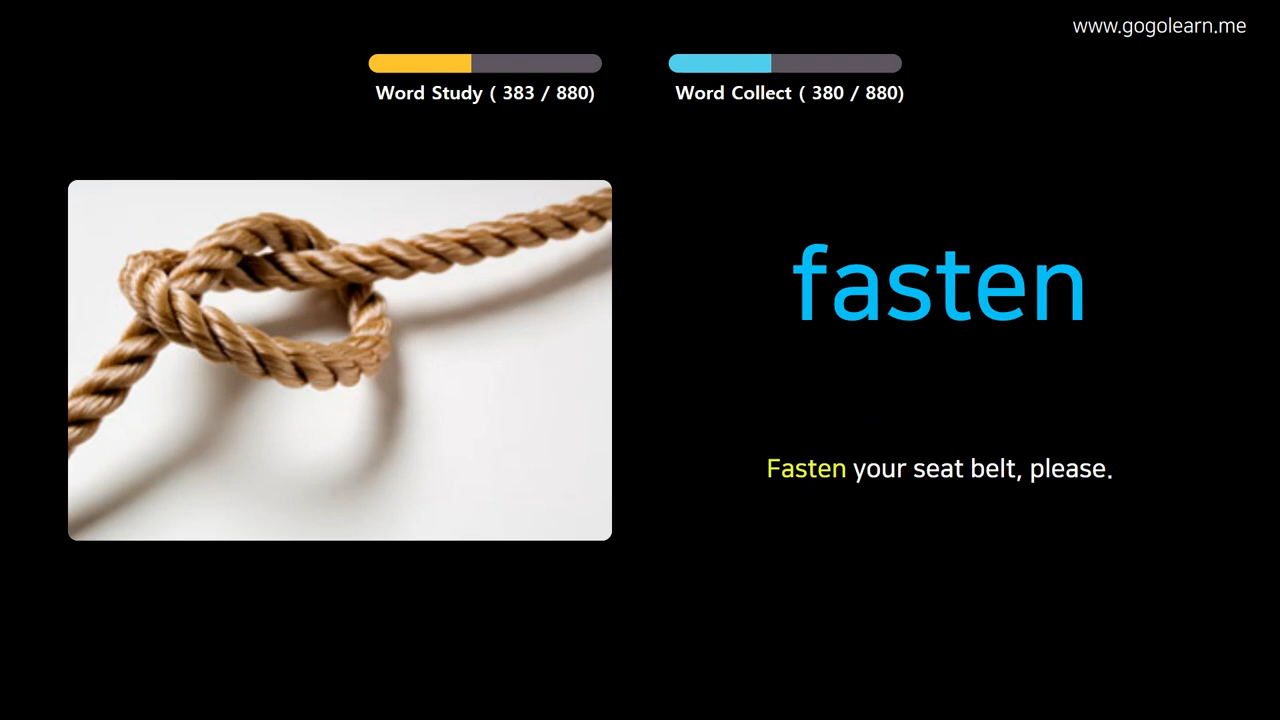 www.gogolearn.me
Word Study ( 383 / 880)
Word Collect ( 380 / 880)
fasten
Fasten your seat belt, please.